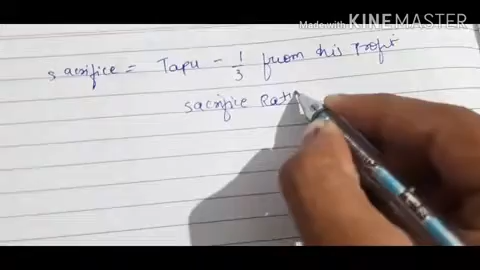 Made with KINEMASTER
sacrifice = Tapu - 1/3 from his Profit
sacrifice Rati